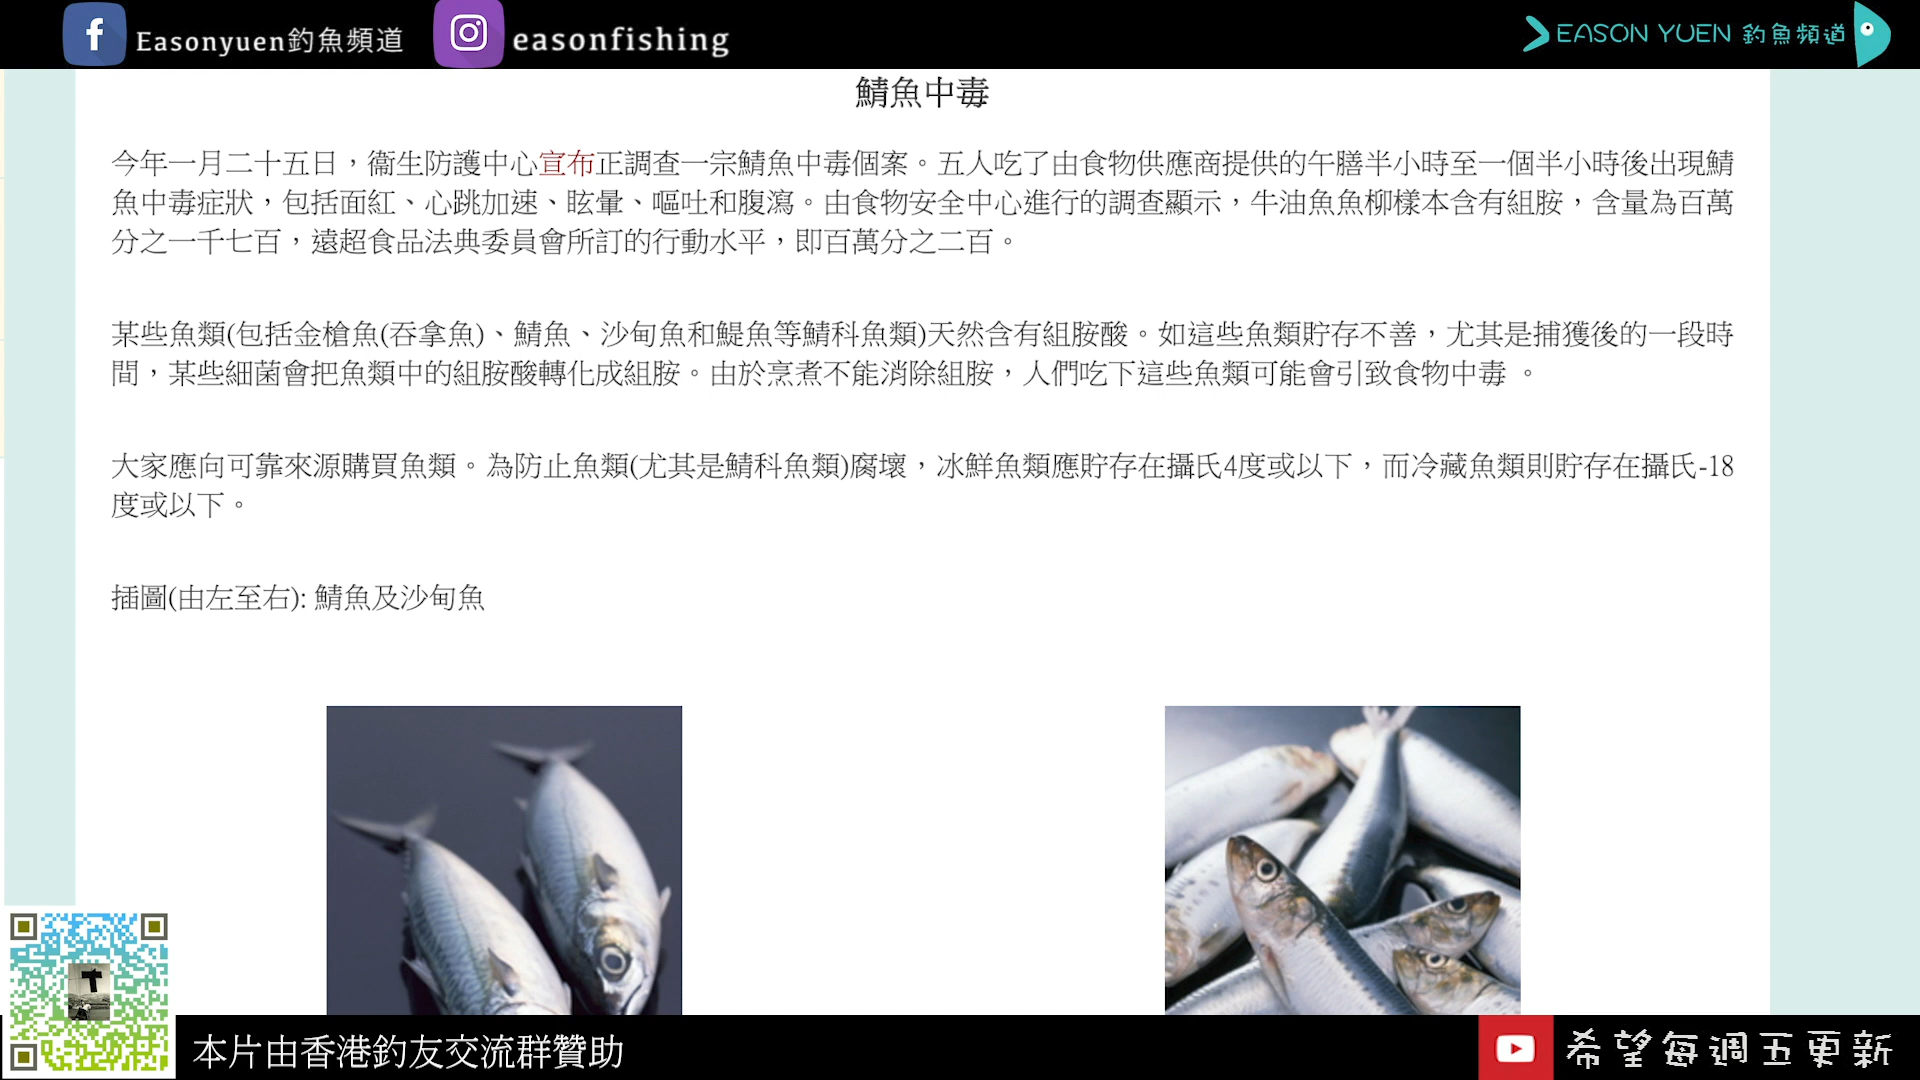 Easonyuen釣魚頻道
easonfishing
EASON YUEN 釣魚頻道
鯖魚中毒
今年一月二十五日，衞生防護中心宣布正調查一宗鯖魚中毒個案。五人吃了由食物供應商提供的午膳半小時至一個半小時後出現鯖
魚中毒症狀，包括面紅、心跳加速、眩暈、嘔吐和腹瀉。由食物安全中心進行的調查顯示，牛油魚魚柳樣本含有組胺，含量為百萬
分之一千七百，遠超食品法典委員會所訂的行動水平，即百萬分之二百。
某些魚類(包括金槍魚(吞拿魚)、鯖魚、沙甸魚和鯷魚等鯖科魚類)天然含有組胺酸。如這些魚類貯存不善，尤其是捕獲後的一段時
間，某些細菌會把魚類中的組胺酸轉化成組胺。由於烹煮不能消除組胺，人們吃下這些魚類可能會引致食物中毒 。
大家應向可靠來源購買魚類。為防止魚類(尤其是鯖科魚類)腐壞，冰鮮魚類應貯存在攝氏4度或以下，而冷藏魚類則貯存在攝氏-18
度或以下。
插圖(由左至右): 鯖魚及沙甸魚
本片由香港釣友交流群贊助
希望每週五更新